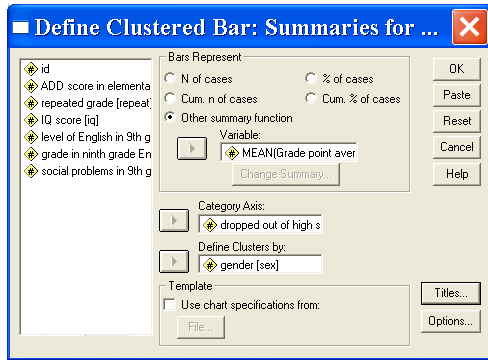 Define Clustered Bar: Summaries for ...
id
ADD score in elementa
repeated grade [repeat]
IQ score [iq]
level of English in 9th g
grade in ninth grade En
social problems in 9th g
Bars Represent
N of cases
% of cases
Cum. n of cases
Cum. % of cases
Other summary function
Variable:
MEAN(Grade point aver
Change Summary...
Category Axis:
dropped out of high s
Define Clusters by:
gender [sex]
Template
Use chart specifications from:
File...
OK
Paste
Reset
Cancel
Help
Titles...
Options...